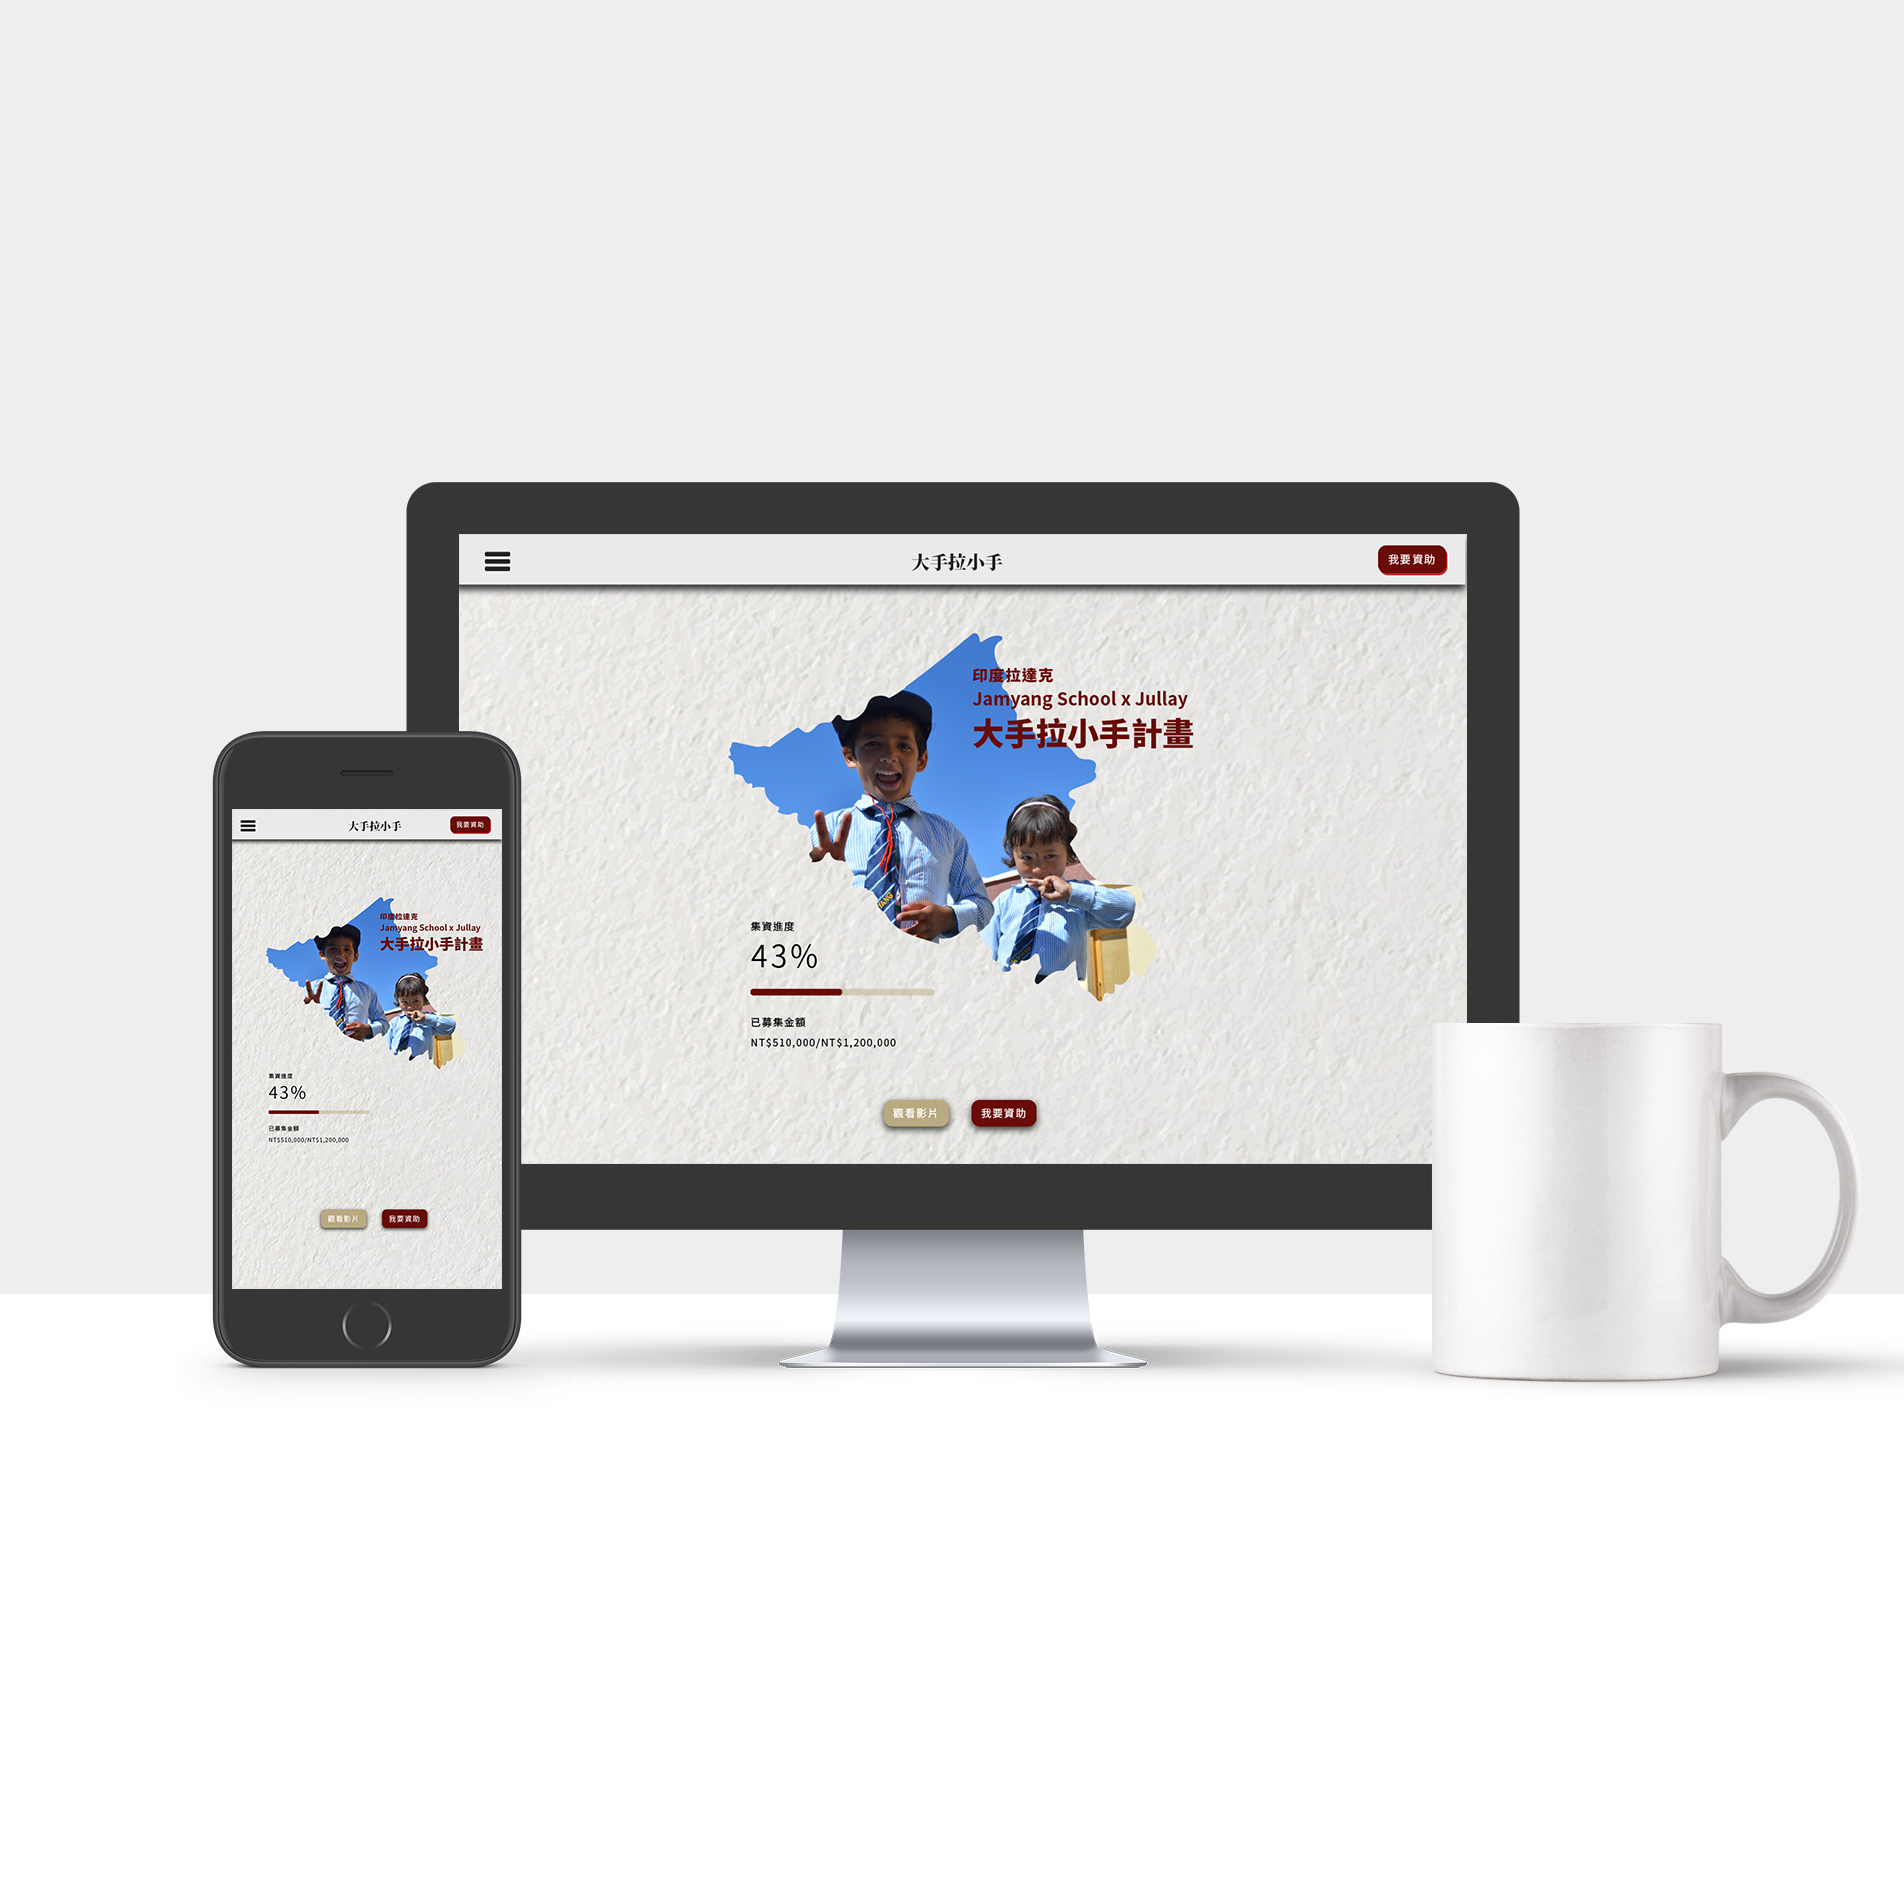 大手拉小手
我要資助
印度拉達克
Jamyang School x Jullay
大手拉小手計畫
YANG
集資進度
43%
已募集金額
NT$510,000/NT$1,200,000
觀看影片
我要資助
大手拉小手
我要資助
印度拉達克
Jamyang School x Jullay
大手拉小手計畫
集資進度
43%
已募集金額
NT$510,000/NT$1,200,000
觀看影片
我要資助